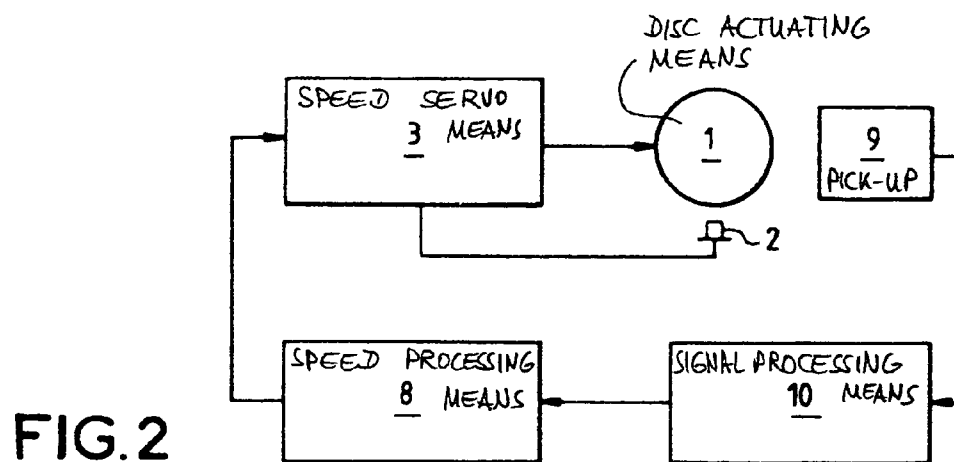 DISC ACTUATING
MEANS
SPEED SERVO
3 MEANS
1
9
PICK-UP
2
SPEED PROCESSING
8 MEANS
SIGNAL PROCESSING
10 MEANS
FIG.2